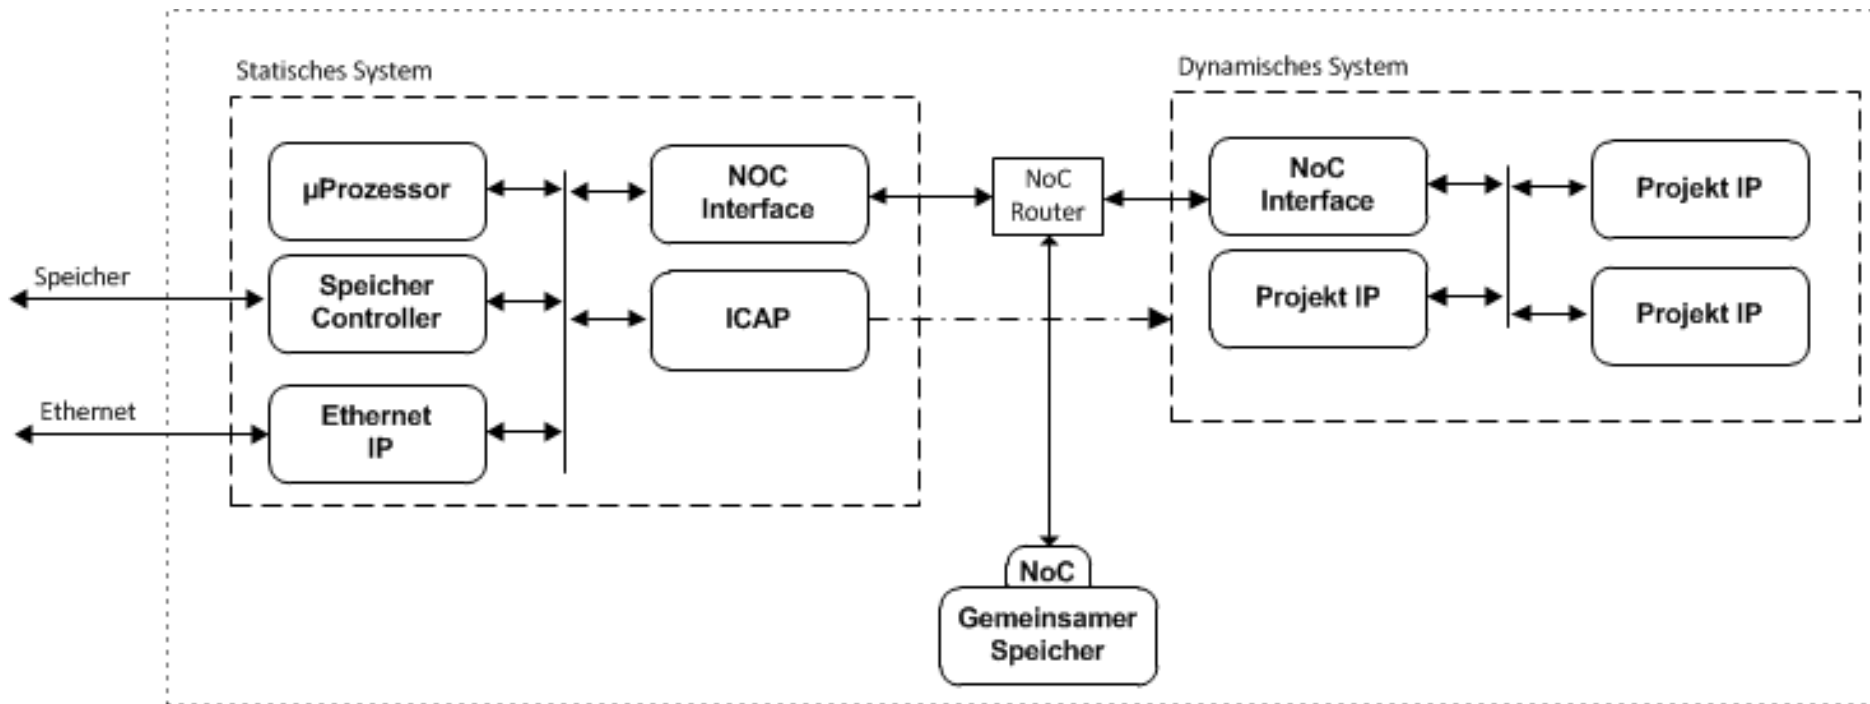 Statisches System
Dynamisches System
µProzessor
NOC
Interface
NoC
Router
NoC
Interface
Projekt IP
Speicher
Speicher
Controller
ICAP
Projekt IP
Projekt IP
Ethernet
Ethernet
IP
NoC
Gemeinsamer
Speicher